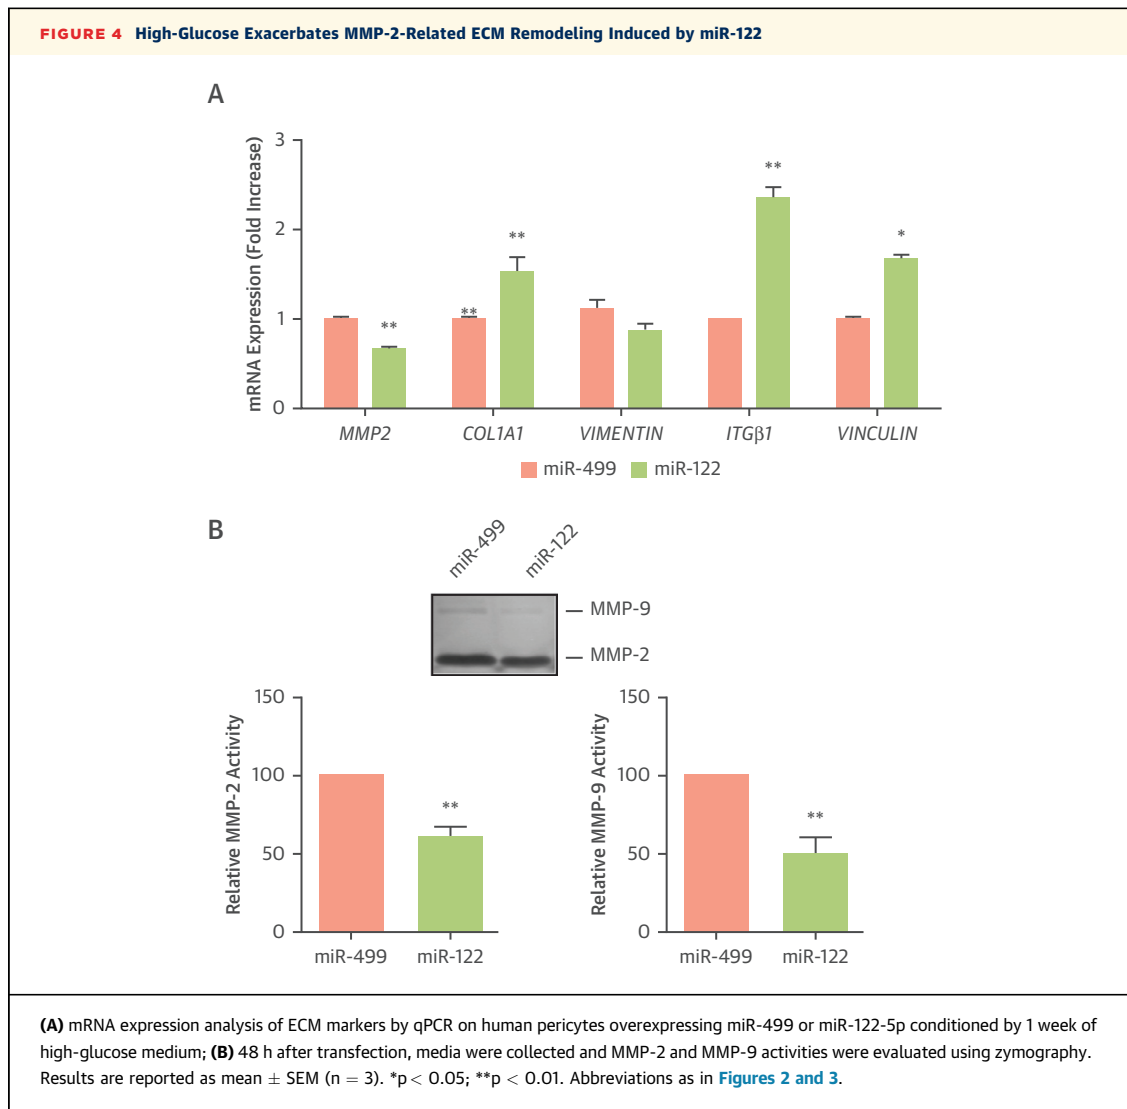 FIGURE 4 High-Glucose Exacerbates MMP-2-Related ECM Remodeling Induced by miR-122
A
mRNA Expression (Fold Increase)
3
2
1
0
**
**
**
**
*
MMP2 COL1A1 VIMENTIN ITGβ1 VINCULIN
miR-499 miR-122
B
miR-499 miR-122
MMP-9
MMP-2
Relative MMP-2 Activity
150
100
50
0
**
miR-499 miR-122
Relative MMP-9 Activity
150
100
50
0
**
miR-499 miR-122
(A) mRNA expression analysis of ECM markers by qPCR on human pericytes overexpressing miR-499 or miR-122-5p conditioned by 1 week of
high-glucose medium; (B) 48 h after transfection, media were collected and MMP-2 and MMP-9 activities were evaluated using zymography.
Results are reported as mean ± SEM (n = 3). *p < 0.05; **p < 0.01. Abbreviations as in Figures 2 and 3.